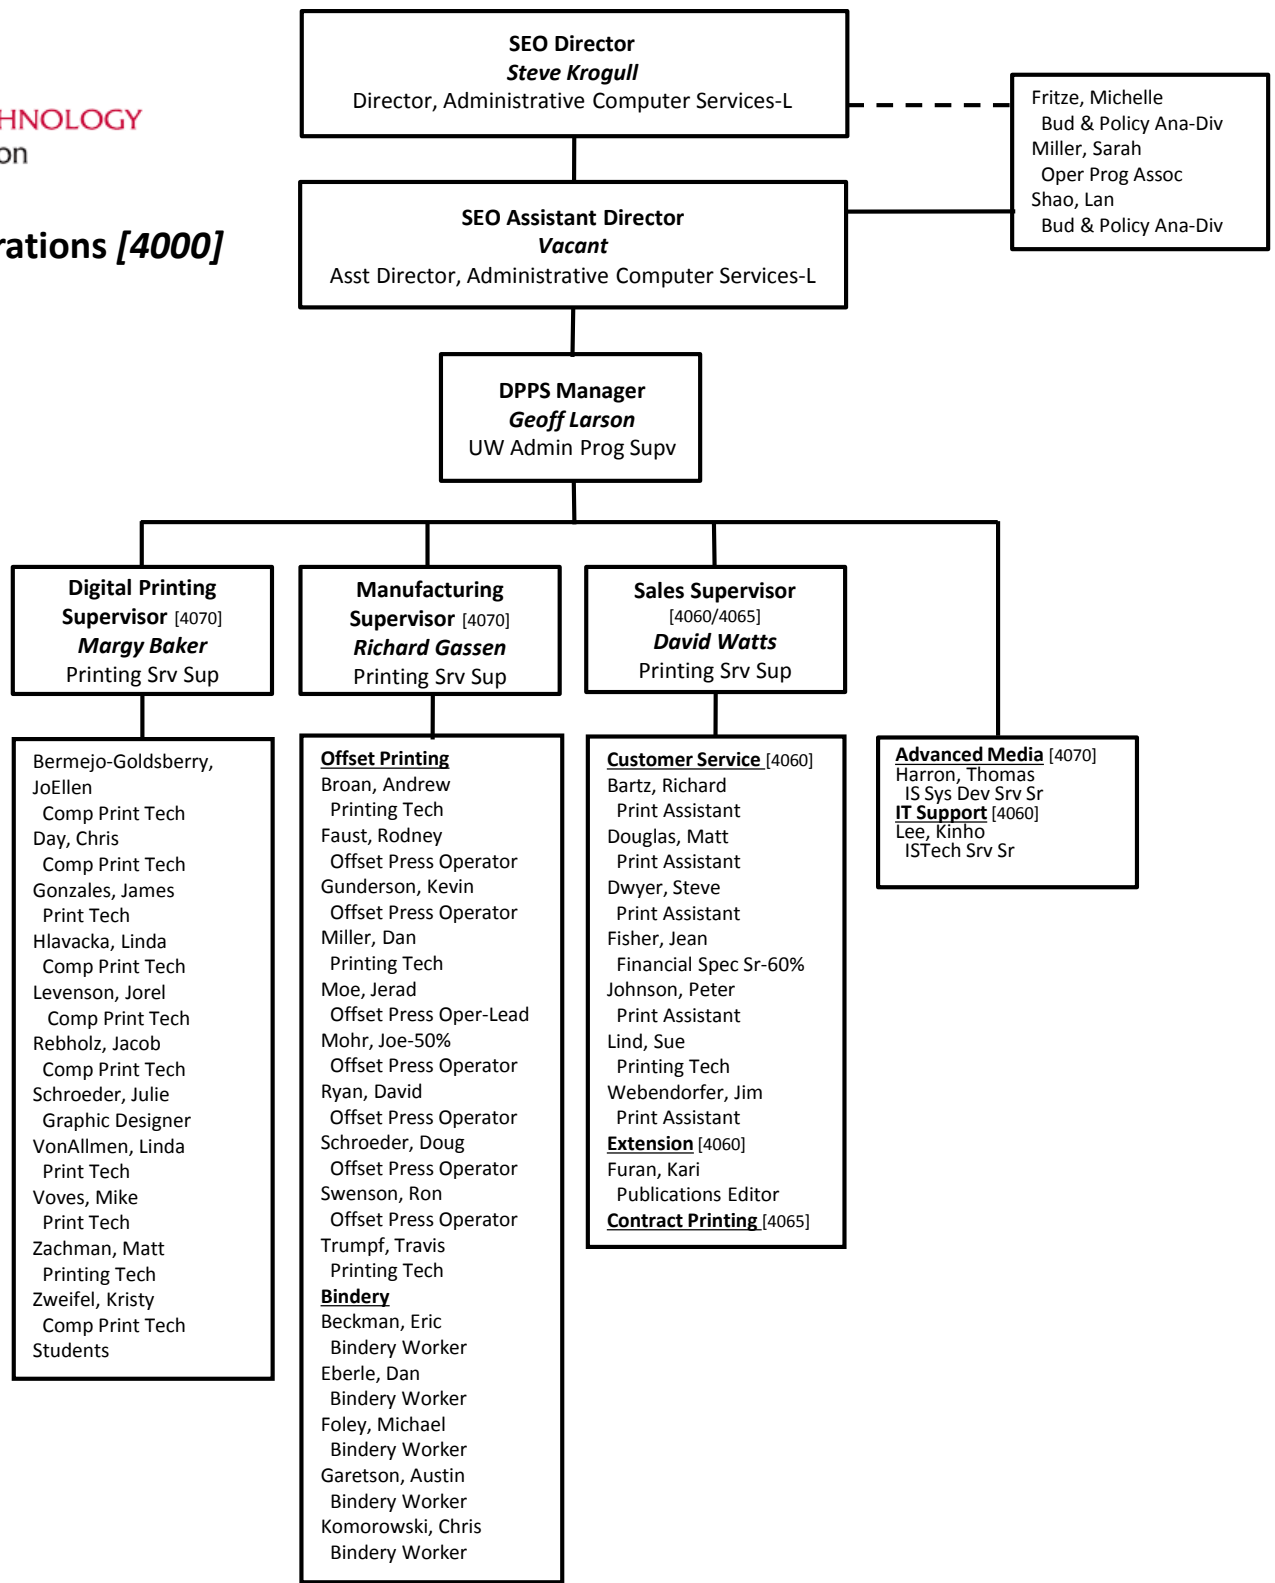 SEO Director
Steve Krogull
Director, Administrative Computer Services-L
HNOLOGY
on
rations [4000]
Fritze, Michelle
Bud & Policy Ana-Div
Miller, Sarah
Oper Prog Assoc
Shao, Lan
Bud & Policy Ana-Div
SEO Assistant Director
Vacant
Asst Director, Administrative Computer Services-L
DPPS Manager
Geoff Larson
UW Admin Prog Supv
Digital Printing
Supervisor [4070]
Margy Baker
Printing Srv Sup
Manufacturing
Supervisor [4070]
Richard Gassen
Printing Srv Sup
Sales Supervisor
[4060/4065]
David Watts
Printing Srv Sup
Bermejo-Goldsberry,
JoEllen
Comp Print Tech
Day, Chris
Comp Print Tech
Gonzales, James
Print Tech
Hlavacka, Linda
Comp Print Tech
Levenson, Jorel
Comp Print Tech
Rebholz, Jacob
Comp Print Tech
Schroeder, Julie
Graphic Designer
VonAllmen, Linda
Print Tech
Voves, Mike
Print Tech
Zachman, Matt
Printing Tech
Zweifel, Kristy
Comp Print Tech
Students
Offset Printing
Broan, Andrew
Printing Tech
Faust, Rodney
Offset Press Operator
Gunderson, Kevin
Offset Press Operator
Miller, Dan
Printing Tech
Moe, Jerad
Offset Press Oper-Lead
Mohr, Joe-50%
Offset Press Operator
Ryan, David
Offset Press Operator
Schroeder, Doug
Offset Press Operator
Swenson, Ron
Offset Press Operator
Trumpf, Travis
Printing Tech
Bindery
Beckman, Eric
Bindery Worker
Eberle, Dan
Bindery Worker
Foley, Michael
Bindery Worker
Garetson, Austin
Bindery Worker
Komorowski, Chris
Bindery Worker
Customer Service [4060]
Bartz, Richard
Print Assistant
Douglas, Matt
Print Assistant
Dwyer, Steve
Print Assistant
Fisher, Jean
Financial Spec Sr-60%
Johnson, Peter
Print Assistant
Lind, Sue
Printing Tech
Webendorfer, Jim
Print Assistant
Extension [4060]
Furan, Kari
Publications Editor
Contract Printing [4065]
Advanced Media [4070]
Harron, Thomas
IS Sys Dev Srv Sr
IT Support [4060]
Lee, Kinho
ISTech Srv Sr